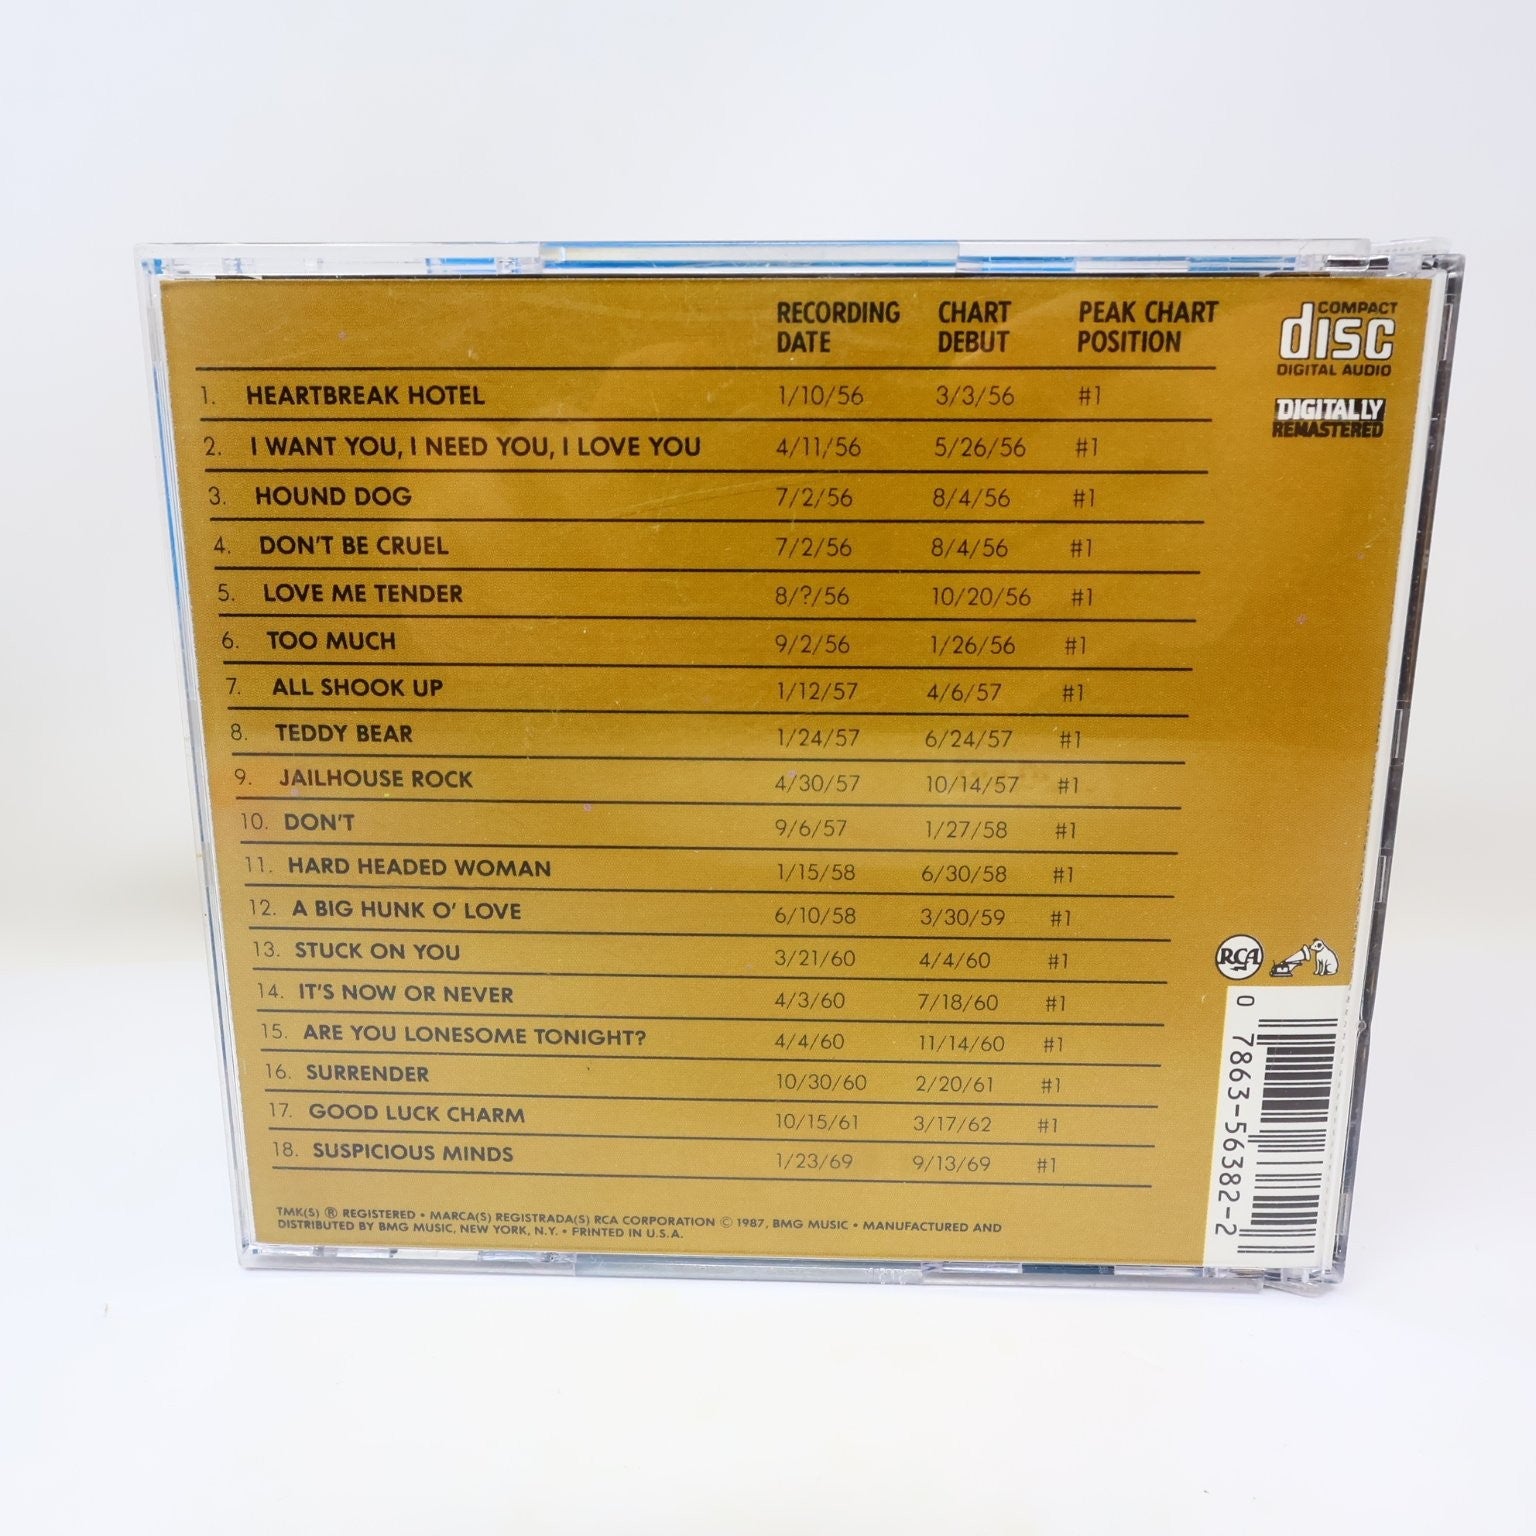 RECORDING DATE CHART DEBUT PEAK CHART POSITION
1. HEARTBREAK HOTEL 1/10/56 3/3/56 #1
2. I WANT YOU, I NEED YOU, I LOVE YOU 4/11/56 5/26/56 #1
3. HOUND DOG 7/2/56 8/4/56 #1
4. DON'T BE CRUEL 7/2/56 8/4/56 #1
5. LOVE ME TENDER 8/?/56 10/20/56 #1
6. TOO MUCH 9/2/56 1/26/56 #1
7. ALL SHOOK UP 1/12/57 4/6/57 #1
8. TEDDY BEAR 1/24/57 6/24/57 #1
9. JAILHOUSE ROCK 4/30/57 10/14/57 #1
10. DON'T 9/6/57 1/27/58 #1
11. HARD HEADED WOMAN 1/15/58 6/30/58 #1
12. A BIG HUNK O' LOVE 6/10/58 3/30/59 #1
13. STUCK ON YOU 3/21/60 4/4/60 #1
14. IT'S NOW OR NEVER 4/3/60 7/18/60 #1
15. ARE YOU LONESOME TONIGHT? 4/4/60 11/14/60 #1
16. SURRENDER 10/30/60 2/20/61 #1
17. GOOD LUCK CHARM 10/15/61 3/17/62 #1
18. SUSPICIOUS MINDS 1/23/69 9/13/69 #1
TMK(S) ® REGISTERED • MARCA(S) REGISTRADA(S) RCA CORPORATION © 1987, BMG MUSIC • MANUFACTURED AND
DISTRIBUTED BY BMG MUSIC, NEW YORK, N.Y. • PRINTED IN U.S.A.
COMPACT
disc
DIGITAL AUDIO
DIGITALLY
REMASTERED
RCA
0 7863-56382-2